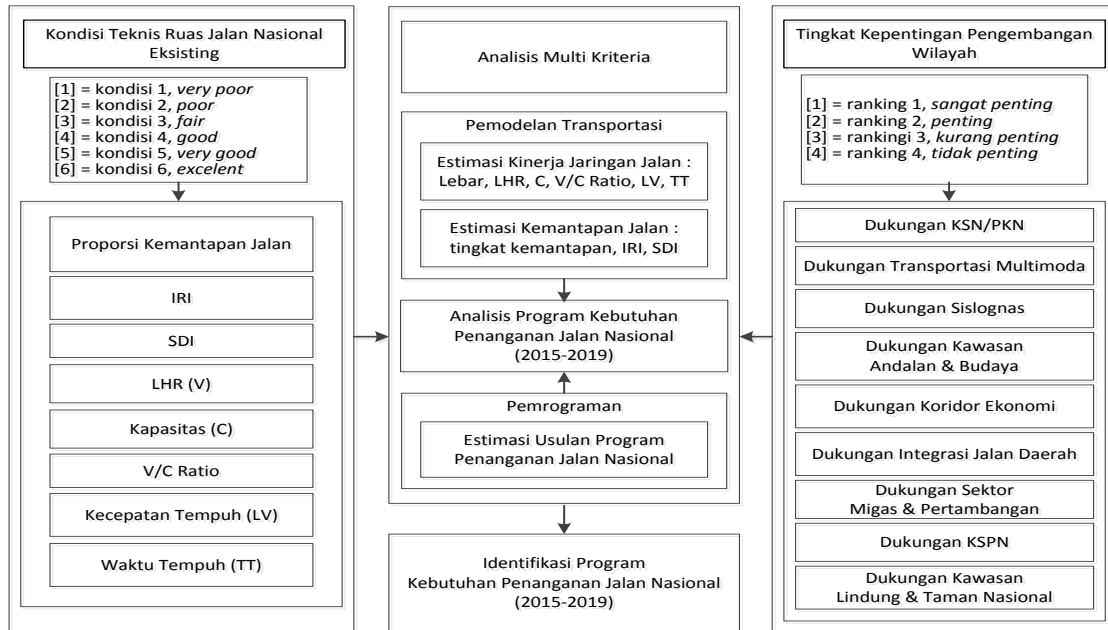 Kondisi Teknis Ruas Jalan Nasional
Eksisting
[1] = kondisi 1, very poor
[2] = kondisi 2, poor
[3] = kondisi 3, fair
[4] = kondisi 4, good
[5] = kondisi 5, very good
[6] = kondisi 6, excelent
Proporsi Kemantapan Jalan
IRI
SDI
LHR (V)
Kapasitas (C)
V/C Ratio
Kecepatan Tempuh (LV)
Waktu Tempuh (TT)
Analisis Multi Kriteria
Pemodelan Transportasi
Estimasi Kinerja Jaringan Jalan :
Lebar, LHR, C, V/C Ratio, LV, TT
Estimasi Kemantapan Jalan :
tingkat kemantapan, IRI, SDI
Analisis Program Kebutuhan
Penanganan Jalan Nasional
(2015-2019)
Pemrograman
Estimasi Usulan Program
Penanganan Jalan Nasional
Identifikasi Program
Kebutuhan Penanganan Jalan Nasional
(2015-2019)
Tingkat Kepentingan Pengembangan
Wilayah
[1] = ranking 1, sangat penting
[2] = ranking 2, penting
[3] = rankingi 3, kurang penting
[4] = ranking 4, tidak penting
Dukungan KSN/PKN
Dukungan Transportasi Multimoda
Dukungan Sislognas
Dukungan Kawasan
Andalan & Budaya
Dukungan Koridor Ekonomi
Dukungan Integrasi Jalan Daerah
Dukungan Sektor
Migas & Pertambangan
Dukungan KSPN
Dukungan Kawasan
Lindung & Taman Nasional